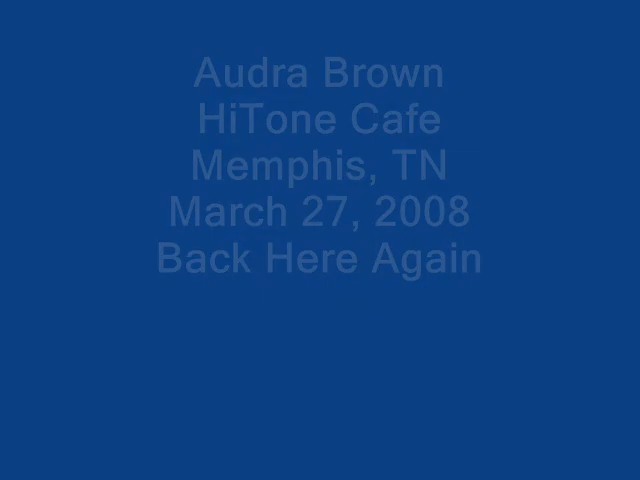 Audra Brown
HiTone Cafe
Memphis, TN
March 27, 2008
Back Here Again